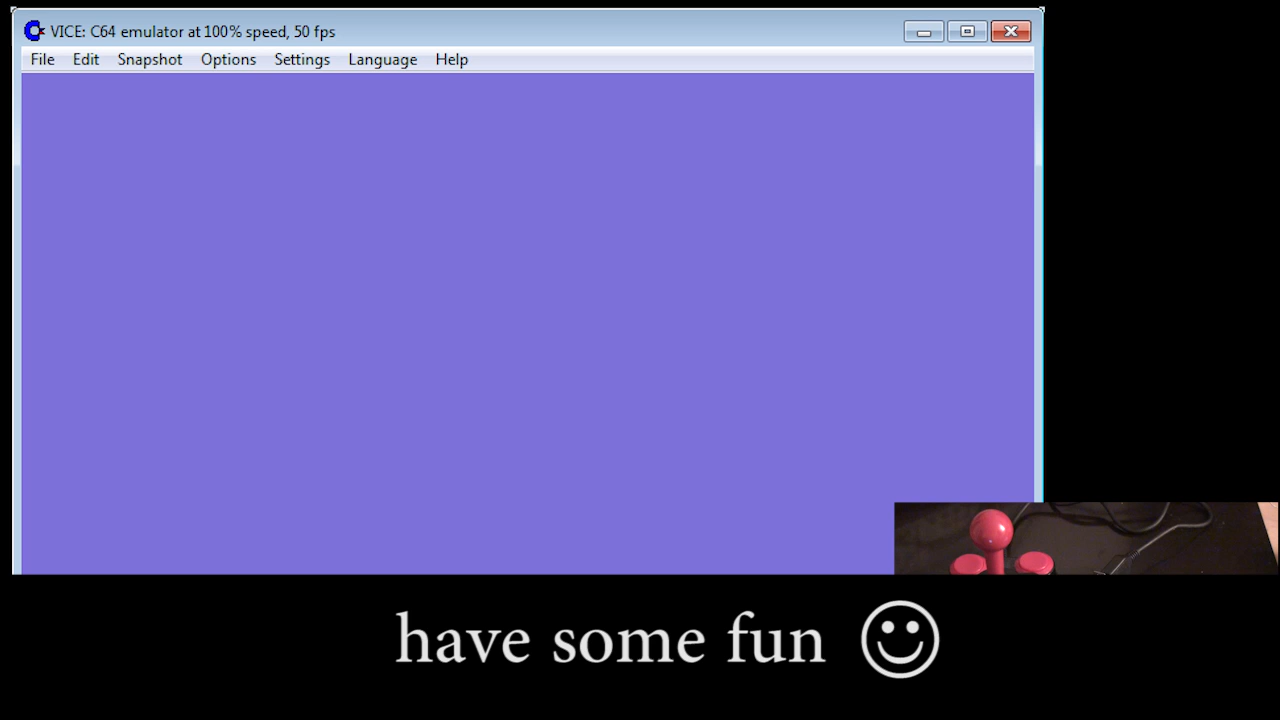 VICE: C64 emulator at 100% speed, 50 fps
File Edit Snapshot Options Settings Language Help
have some fun ☺